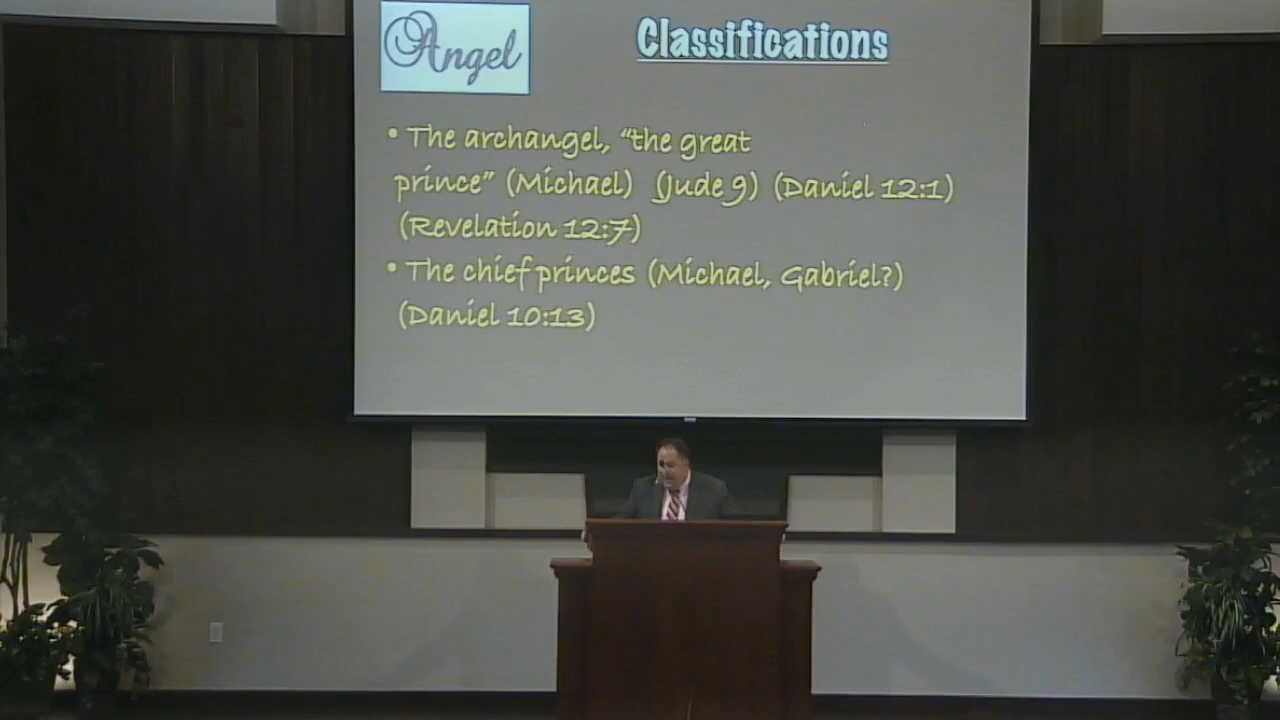 Angel
Classifications
• The archangel, “the great
prince” (Michael) (Jude 9) (Daniel 12:1)
(Revelation 12:7)
• The chief princes (Michael, Gabriel?)
(Daniel 10:13)